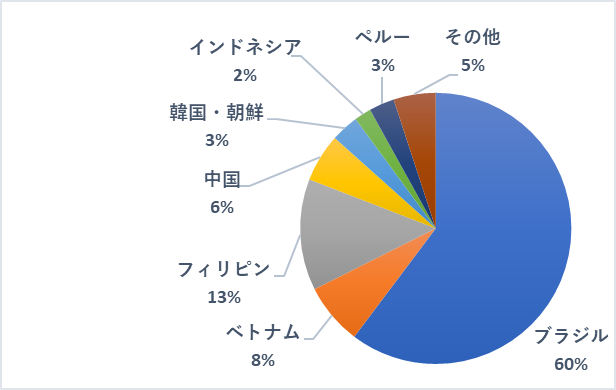 インドネシア
2%
ペルー
3%
その他
5%
韓国・朝鮮
3%
中国
6%
フィリピン
13%
ベトナム
8%
ブラジル
60%